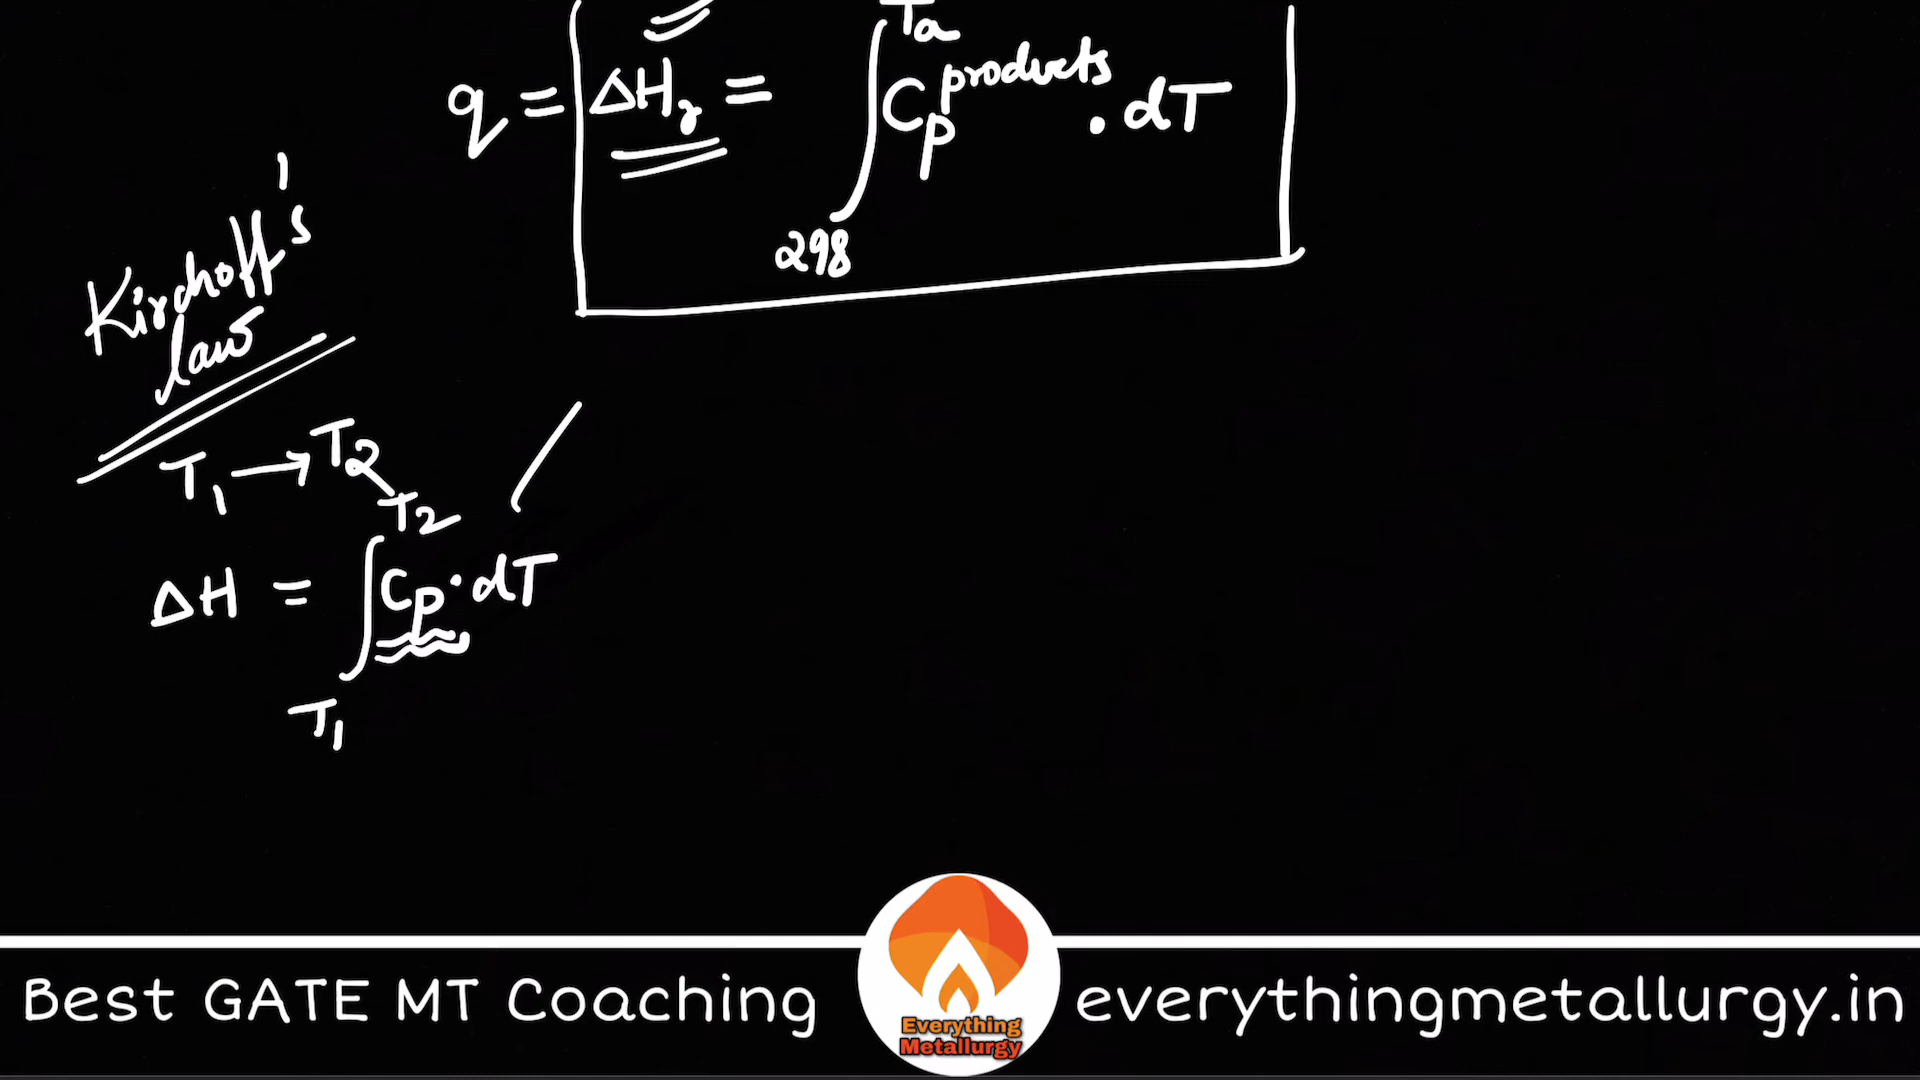 Ta
q = ΔHr = ∫ Cp products . dT
298
Kirchoff's
law
T1 → T2
T2
ΔH = ∫ Cp . dT
T1
Best GATE MT Coaching
Everything
Metallurgy
everythingmetallurgy.in